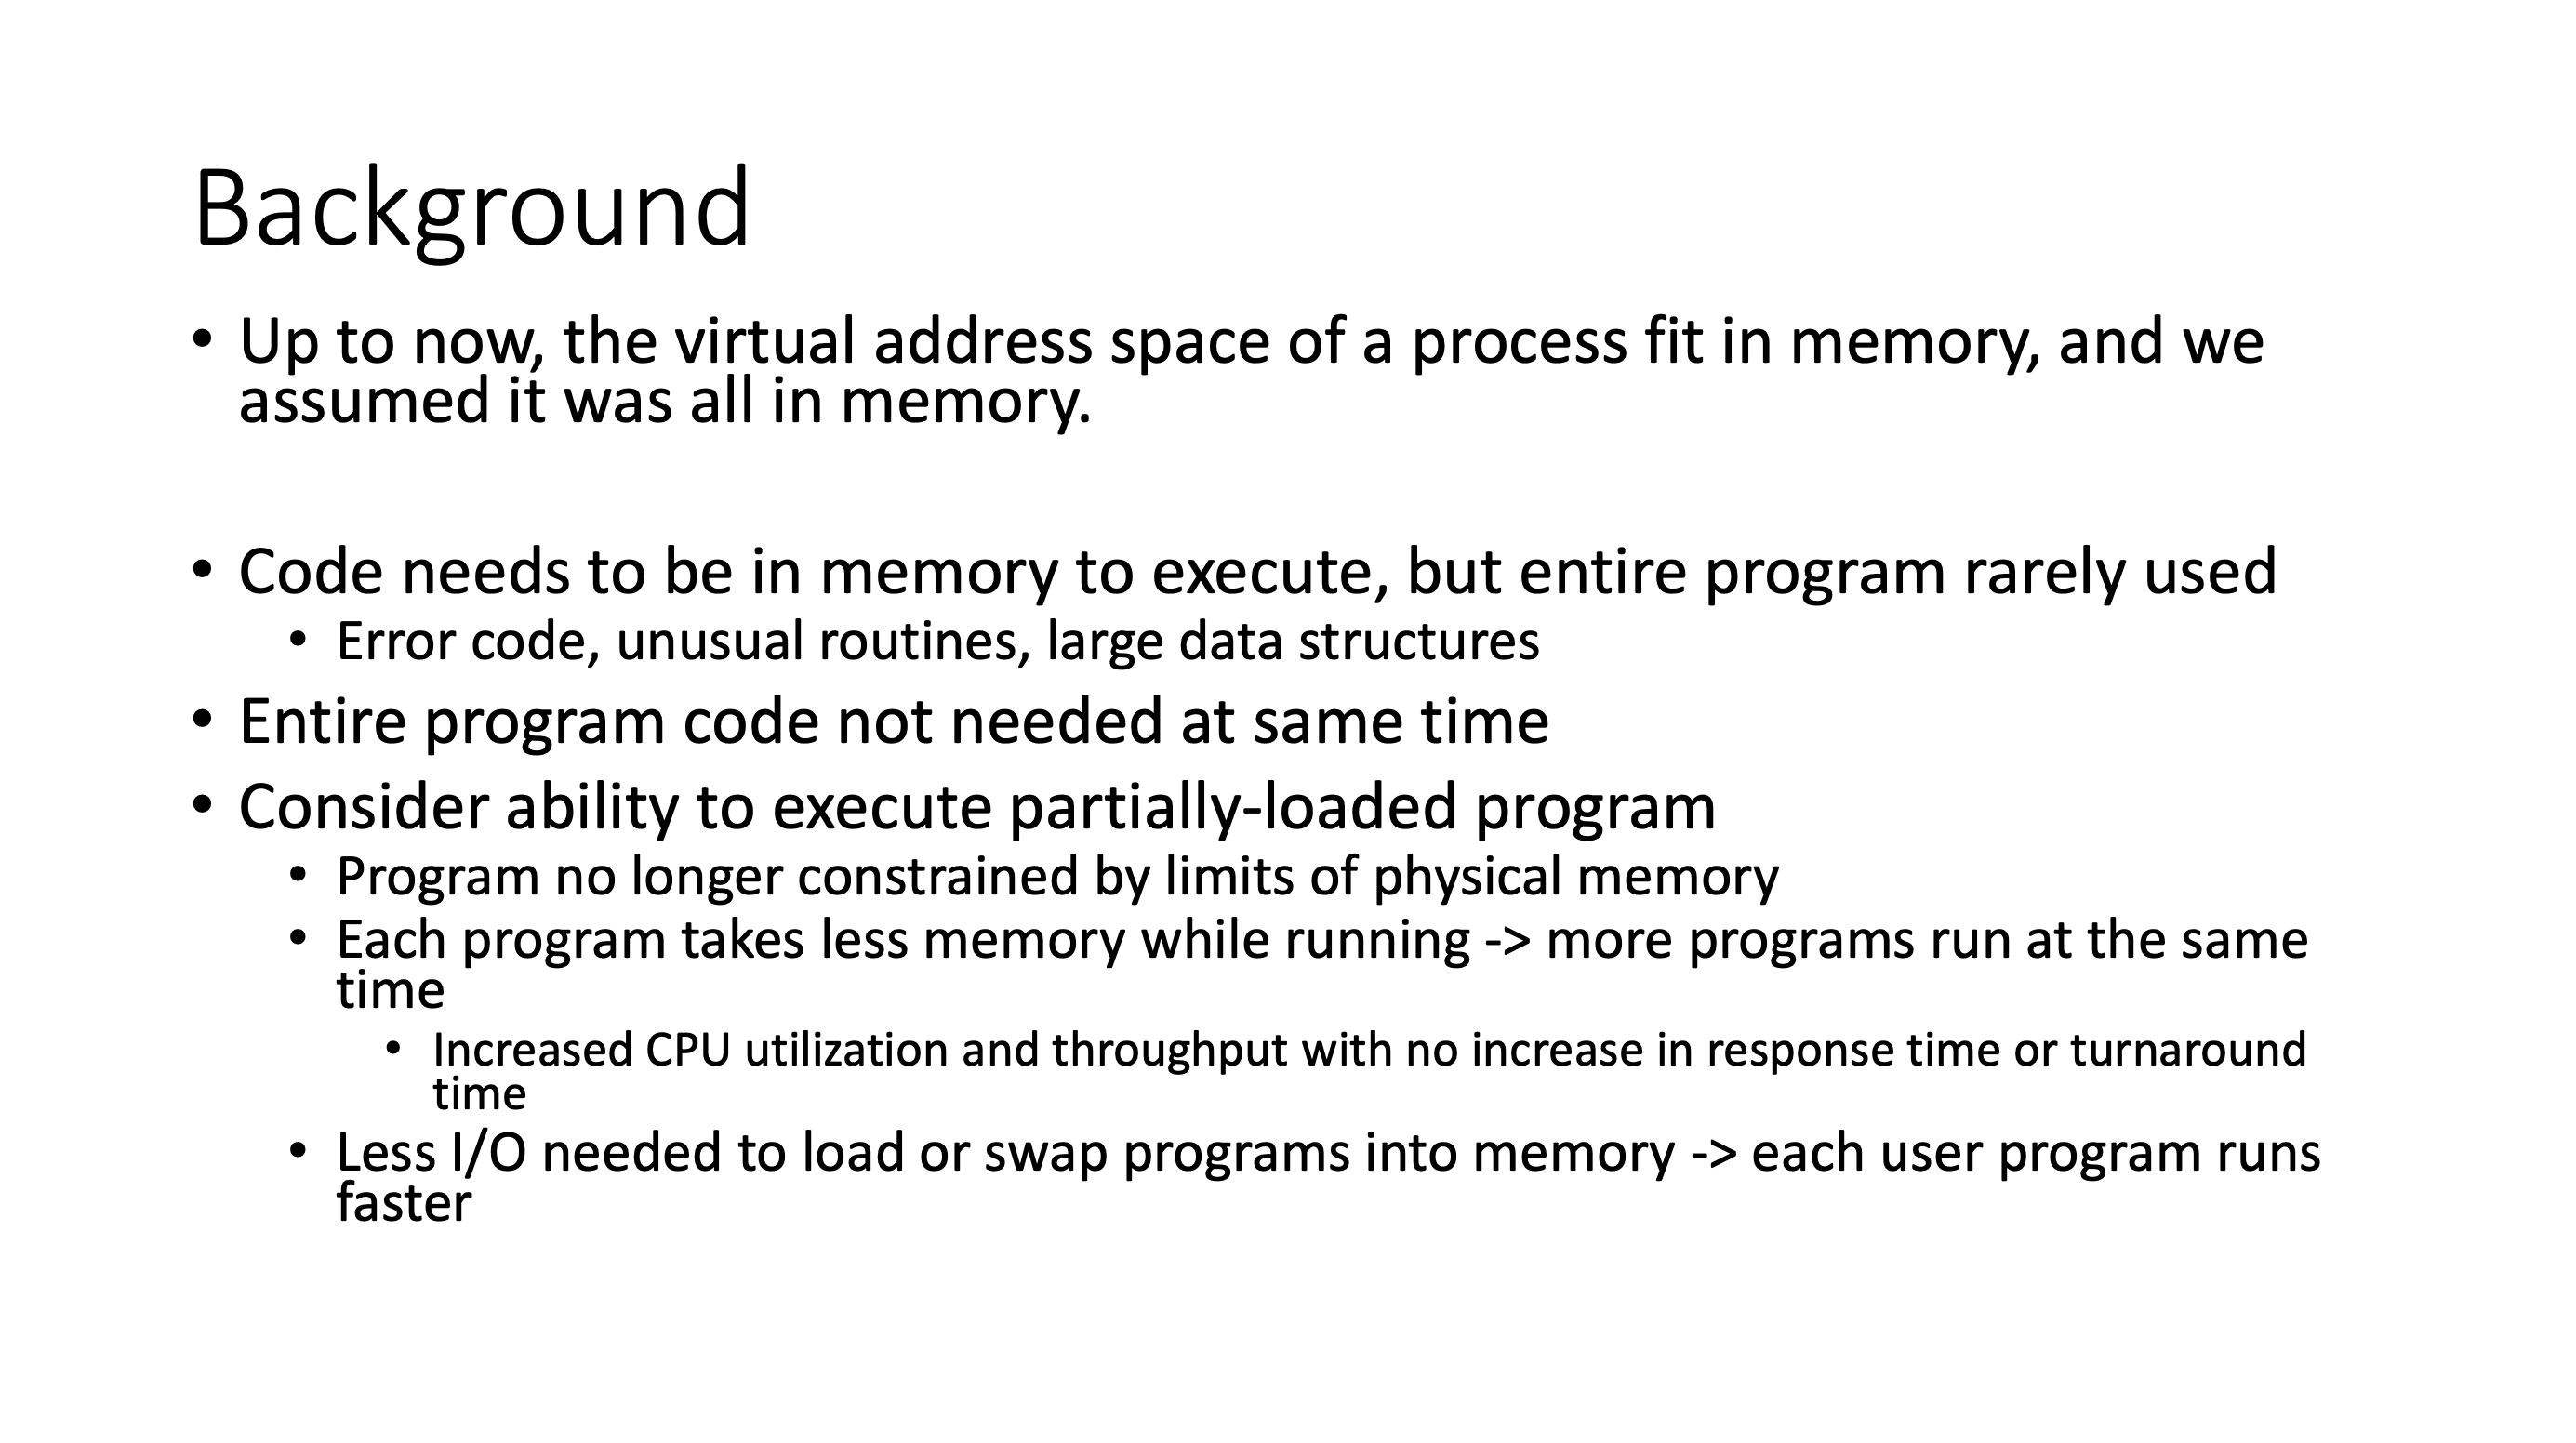 Background
• Up to now, the virtual address space of a process fit in memory, and we
assumed it was all in memory.
• Code needs to be in memory to execute, but entire program rarely used
• Error code, unusual routines, large data structures
• Entire program code not needed at same time
• Consider ability to execute partially-loaded program
• Program no longer constrained by limits of physical memory
• Each program takes less memory while running -> more programs run at the same
time
• Increased CPU utilization and throughput with no increase in response time or turnaround
time
• Less I/O needed to load or swap programs into memory -> each user program runs
faster